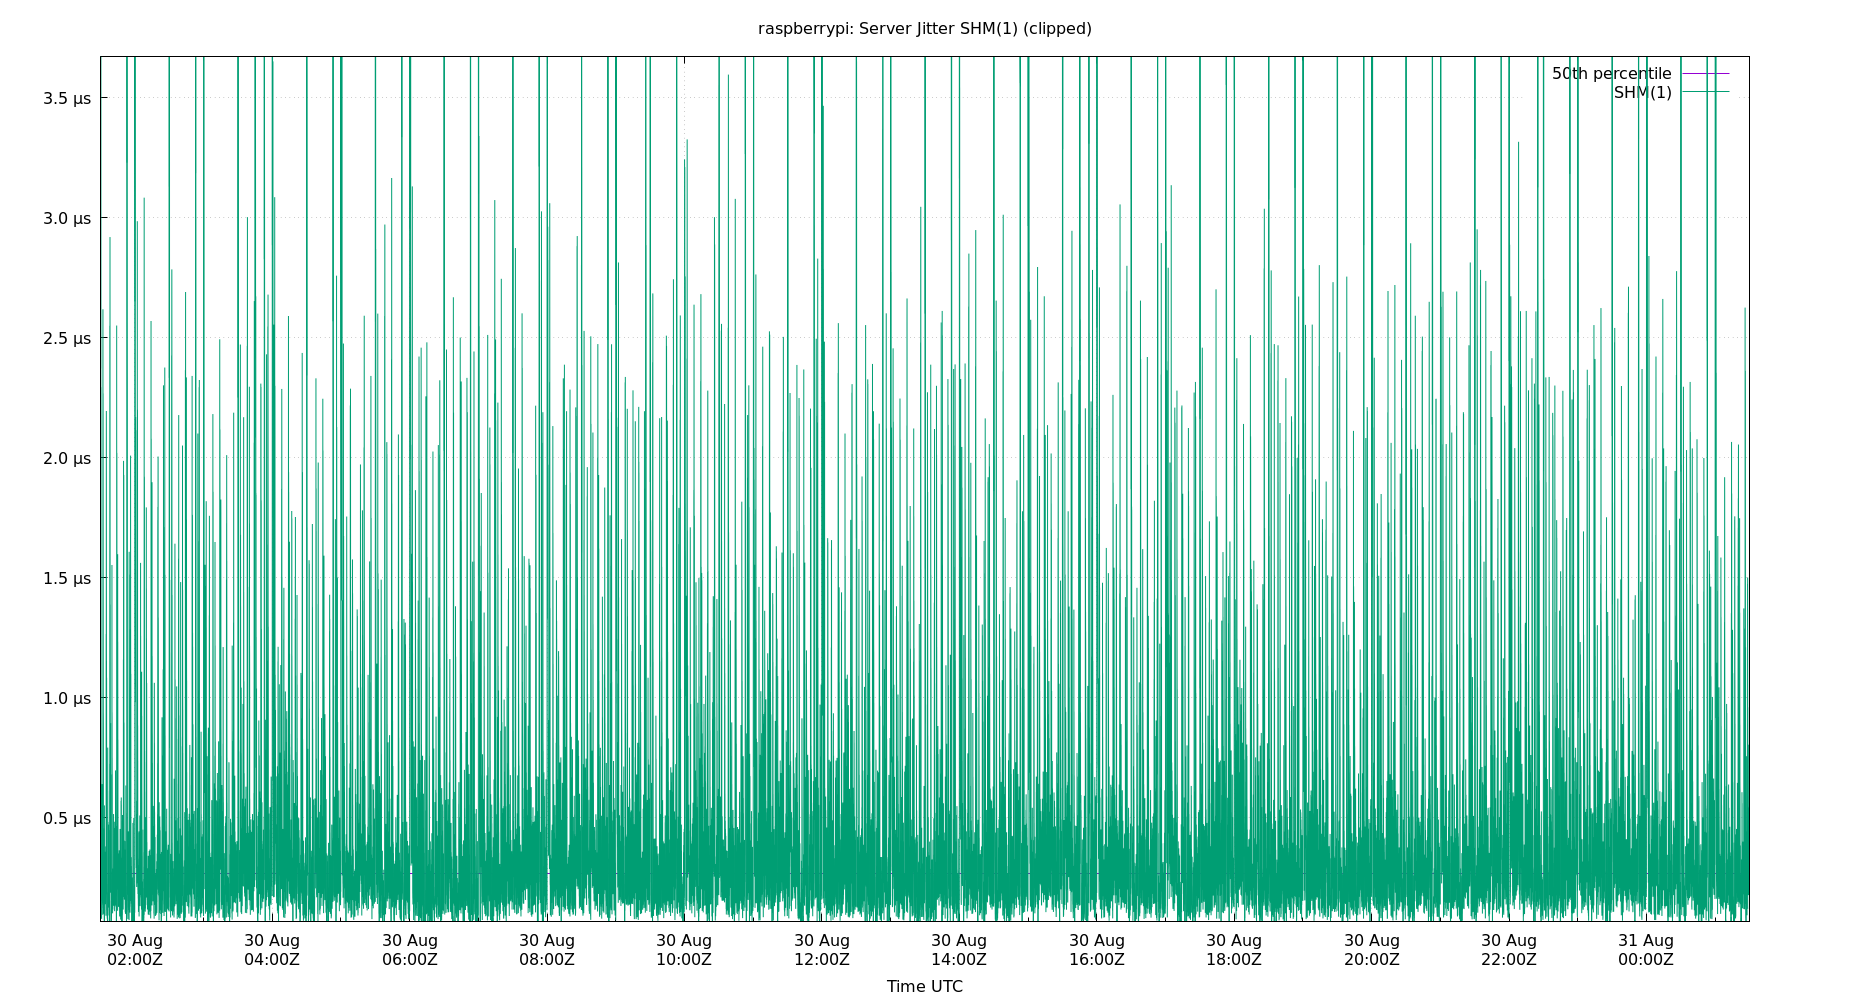 raspberrypi: Server Jitter SHM(1) (clipped)
50th percentile
SHM(1)
3.5 μs
3.0 μs
2.5 μs
2.0 μs
1.5 μs
1.0 μs
0.5 μs
30 Aug 30 Aug 30 Aug 30 Aug 30 Aug 30 Aug 30 Aug 30 Aug 30 Aug 30 Aug 30 Aug 31 Aug
02:00Z 04:00Z 06:00Z 08:00Z 10:00Z 12:00Z 14:00Z 16:00Z 18:00Z 20:00Z 22:00Z 00:00Z
Time UTC